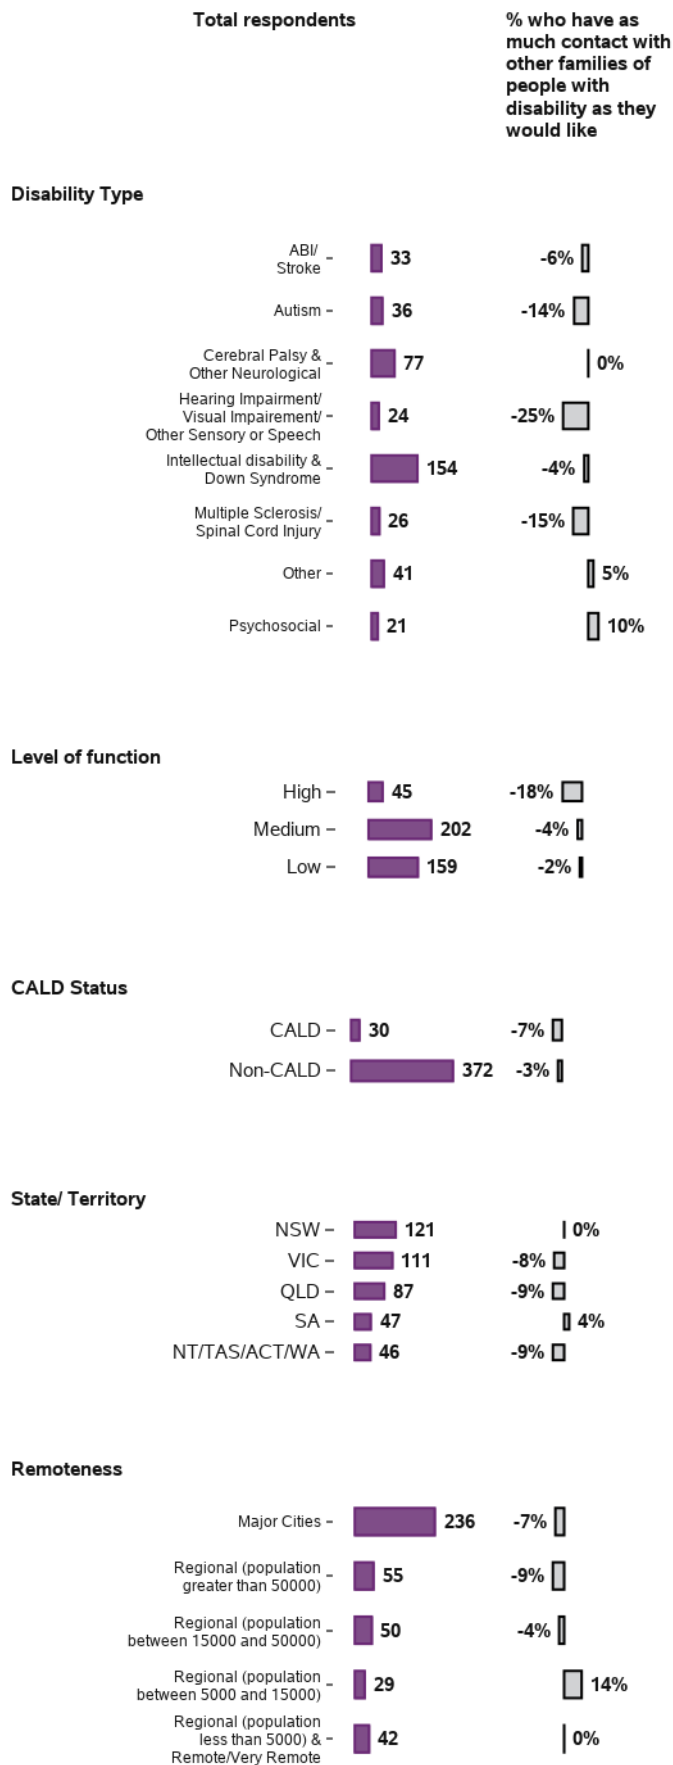 Total respondents
% who have as
much contact with
other families of
people with
disability as they
would like
Disability Type
ABI/
Stroke
33
-6%
Autism
36
-14%
Cerebral Palsy &
Other Neurological
77
0%
Hearing Impairment/
Visual Impairement/
Other Sensory or Speech
24
-25%
Intellectual disability &
Down Syndrome
154
-4%
Multiple Sclerosis/
Spinal Cord Injury
26
-15%
Other
41
5%
Psychosocial
21
10%
Level of function
High
45
-18%
Medium
202
-4%
Low
159
-2%
CALD Status
CALD
30
-7%
Non-CALD
372
-3%
State/ Territory
NSW
121
0%
VIC
111
-8%
QLD
87
-9%
SA
47
4%
NT/TAS/ACT/WA
46
-9%
Remoteness
Major Cities
236
-7%
Regional (population
greater than 50000)
55
-9%
Regional (population
between 15000 and 50000)
50
-4%
Regional (population
between 5000 and 15000)
29
14%
Regional (population
less than 5000) &
Remote/Very Remote
42
0%